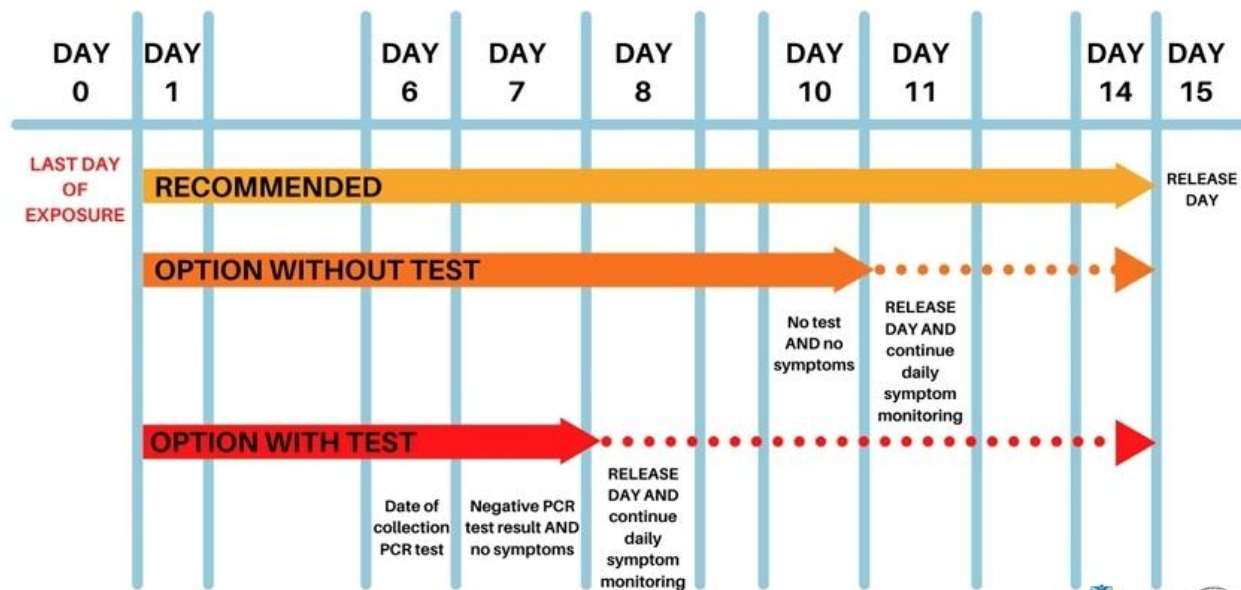 DAY 0
DAY 1
DAY 6
DAY 7
DAY 8
DAY 10
DAY 11
DAY 14
DAY 15
LAST DAY
OF
EXPOSURE
RECOMMENDED
RELEASE
DAY
OPTION WITHOUT TEST
No test
AND no
symptoms
RELEASE
DAY AND
continue
daily
symptom
monitoring
OPTION WITH TEST
Date of
collection
PCR test
Negative PCR
test result AND
no symptoms
RELEASE
DAY AND
continue
daily
symptom
monitoring